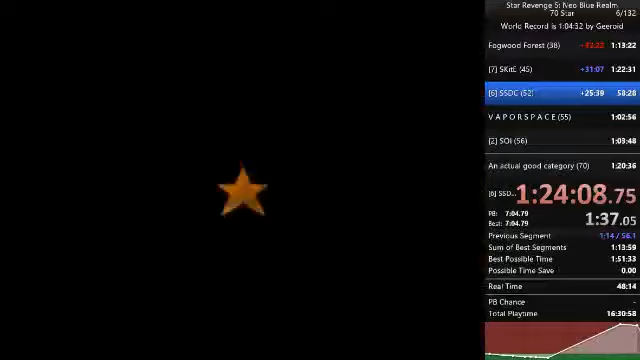 Star Revenge 5: Neo Blue Realm
70 Star 6/132
World Record is 1:04:32 by Geeroid
Fogwood Forest (38) 1:13:22
[7] SKitE (45) +31:07 1:22:31
[6] SSDC (52) +25:39 58:28
V A P O R S P A C E (55) 1:02:56
[2] SOI (56) 1:03:48
An actual good category (70) 1:20:36
[6] SSD... 1:24:08.75
PB: 7:04.79
Best: 7:04.79 1:37.05
Previous Segment 1:14 / 56.1
Sum of Best Segments 1:13:59
Best Possible Time 1:51:33
Possible Time Save 0.00
Real Time 48:14
PB Chance -
Total Playtime 16:30:58